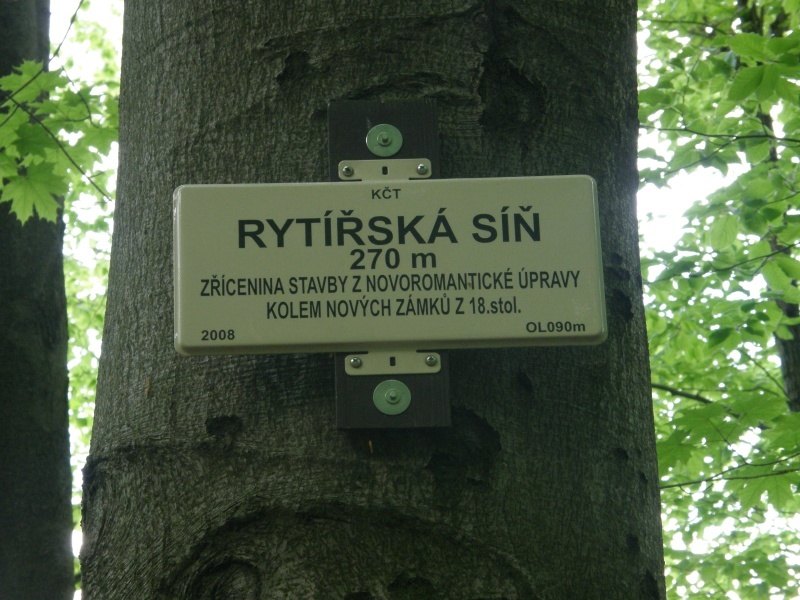 KČT
RYTÍŘSKÁ SÍŇ
270 m
ZŘÍCENINA STAVBY Z NOVOROMANTICKÉ ÚPRAVY
KOLEM NOVÝCH ZÁMKŮ Z 18.stol.
2008 OL090m